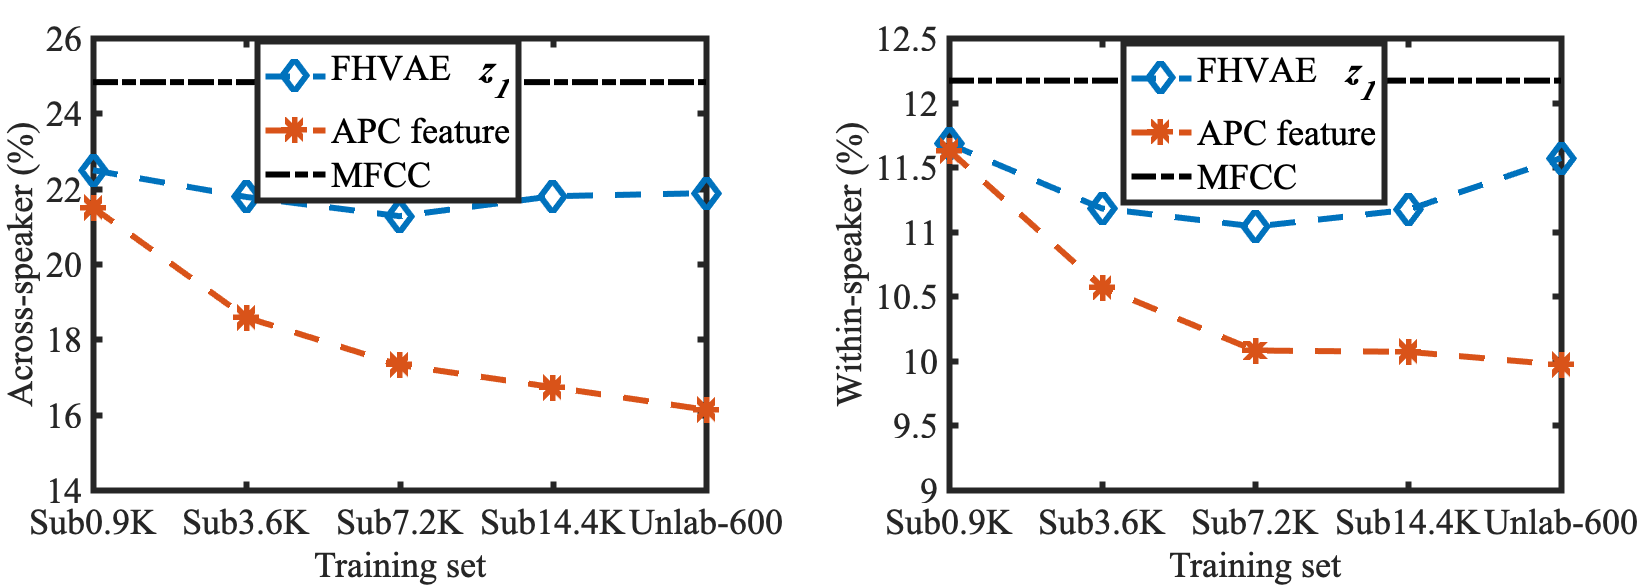 26
24
22
20
18
16
14
Across-speaker (%)
FHVAE z1
APC feature
MFCC
Sub0.9K Sub3.6K Sub7.2K Sub14.4K Unlab-600
Training set
12.5
12
11.5
11
10.5
10
9.5
9
Within-speaker (%)
FHVAE z1
APC feature
MFCC
Sub0.9K Sub3.6K Sub7.2K Sub14.4K Unlab-600
Training set